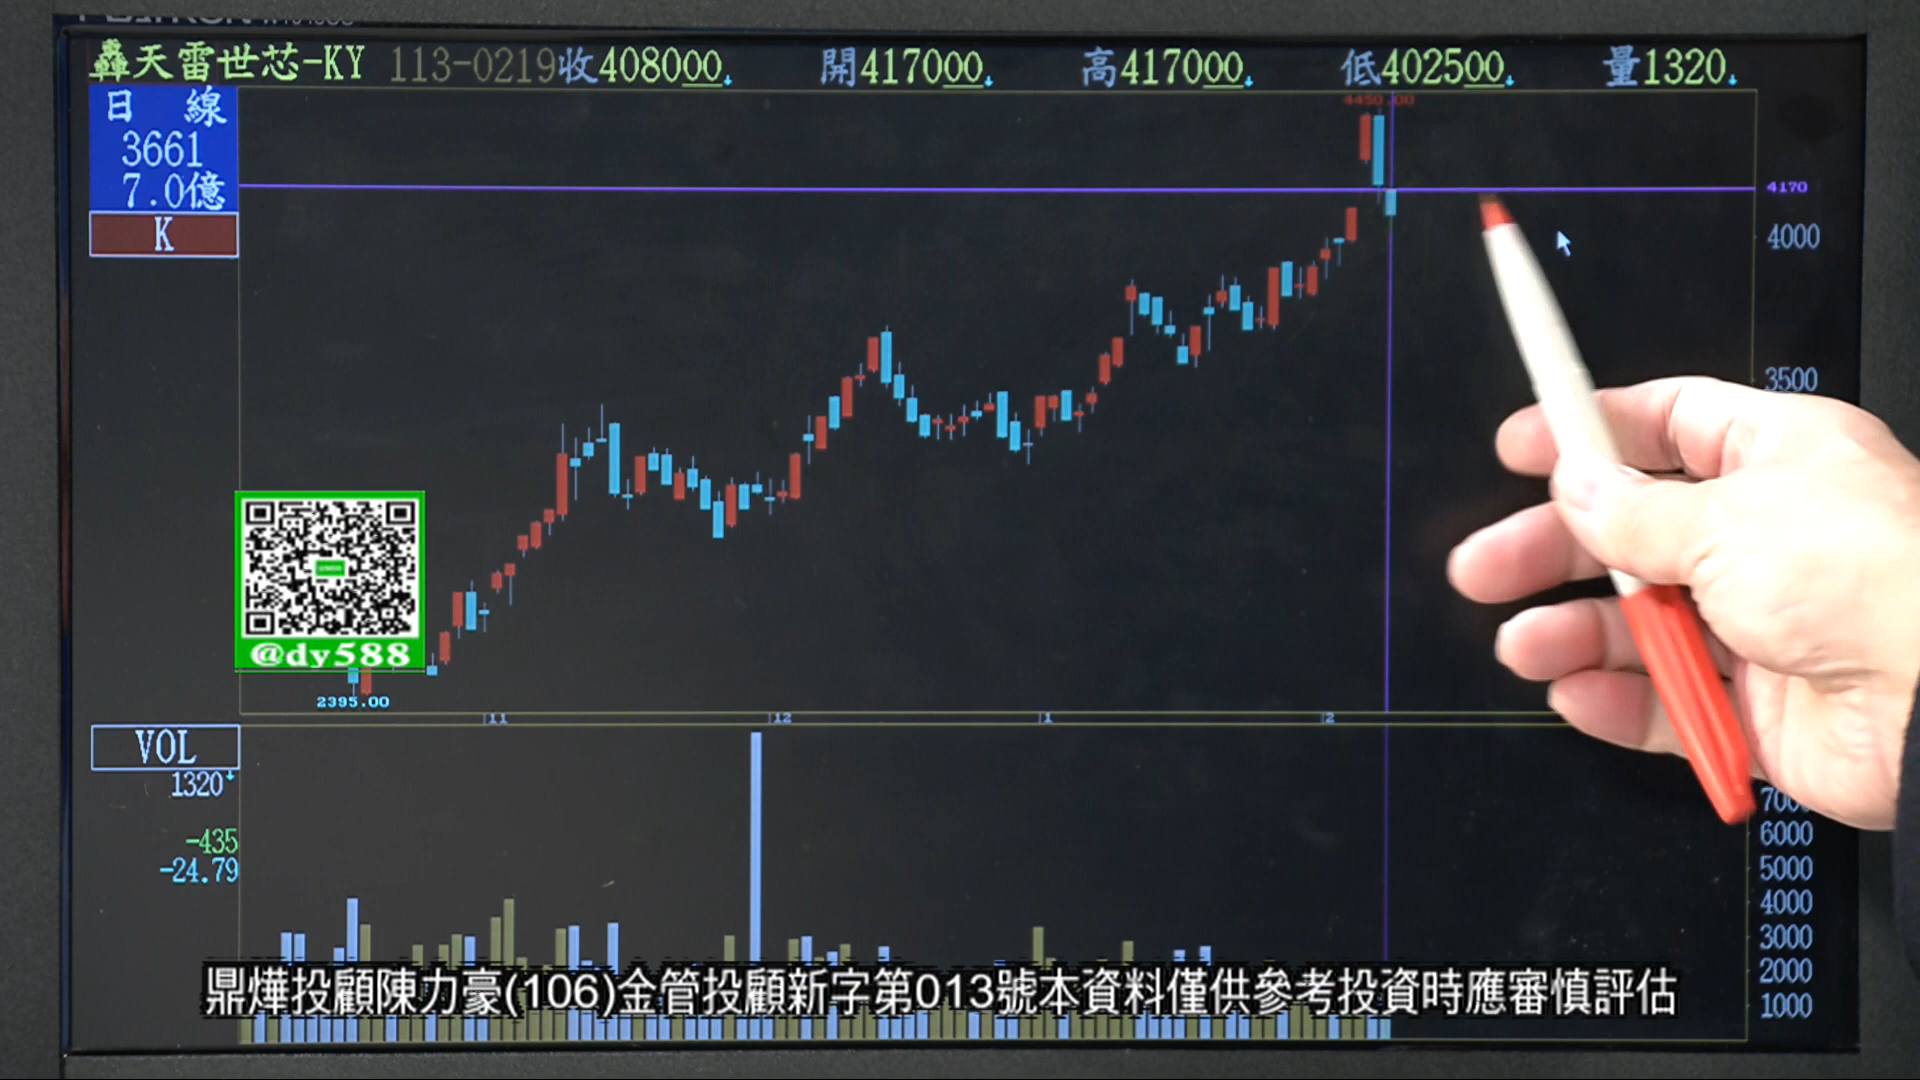 轟天雷世芯-KY 113-0219收408000↓ 開417000↓ 高417000↓ 低402500↓ 量1320↓
日 線
3661
7.0億
K
4450.00
4170
4000
3500
@dy588
2395.00
11 12 1 2
VOL
1320↓
-435
-24.79
7000
6000
5000
4000
3000
2000
1000
鼎燁投顧陳力豪(106)金管投顧新字第013號本資料僅供參考投資時應審慎評估